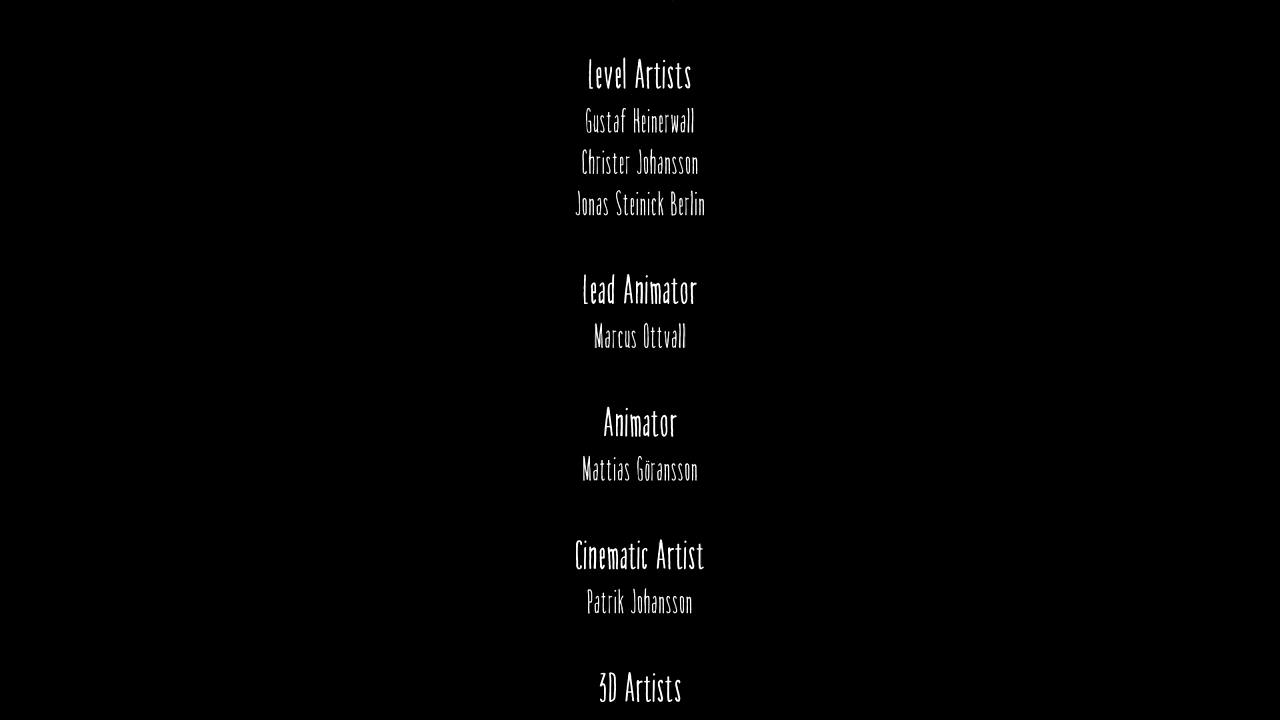 Level Artists
Gustaf Heinerwall
Christer Johansson
Jonas Steinick Berlin
Lead Animator
Marcus Ottvall
Animator
Mattias Göransson
Cinematic Artist
Patrik Johansson
3D Artists